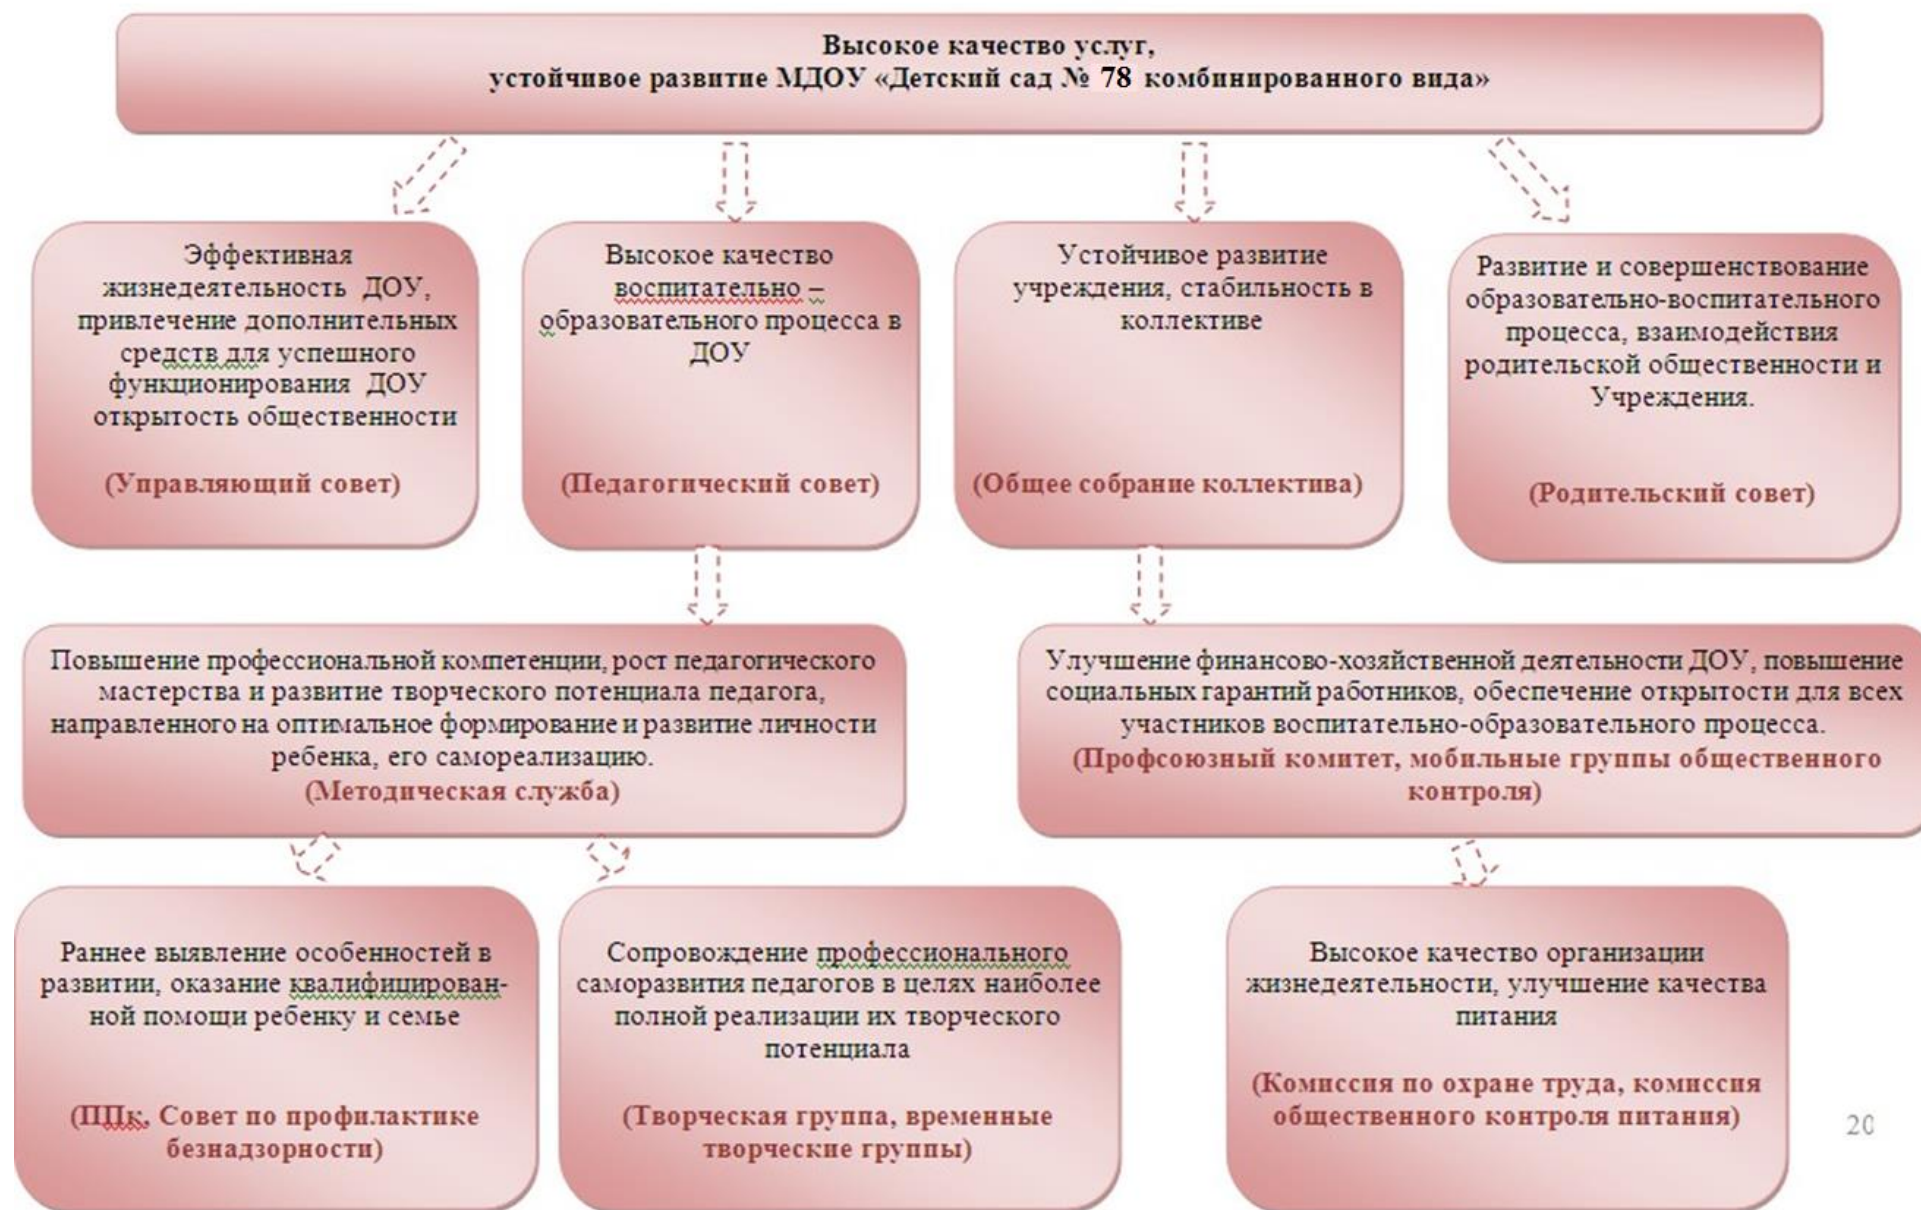 Высокое качество услуг,
устойчивое развитие МДОУ «Детский сад № 78 комбинированного вида»
Эффективная
жизнедеятельность ДОУ,
привлечение дополнительных
средств для успешного
функционирования ДОУ
открытость общественности
(Управляющий совет)
Высокое качество
воспитательно –
образовательного процесса в
ДОУ
(Педагогический совет)
Устойчивое развитие
учреждения, стабильность в
коллективе
(Общее собрание коллектива)
Развитие и совершенствование
образовательно-воспитательного
процесса, взаимодействия
родительской общественности и
Учреждения.
(Родительский совет)
Повышение профессиональной компетенции, рост педагогического
мастерства и развитие творческого потенциала педагога,
направленного на оптимальное формирование и развитие личности
ребенка, его самореализацию.
(Методическая служба)
Улучшение финансово-хозяйственной деятельности ДОУ, повышение
социальных гарантий работников, обеспечение открытости для всех
участников воспитательно-образовательного процесса.
(Профсоюзный комитет, мобильные группы общественного
контроля)
Раннее выявление особенностей в
развитии, оказание квалифицирован-
ной помощи ребенку и семье
(ППк, Совет по профилактике
безнадзорности)
Сопровождение профессионального
саморазвития педагогов в целях наиболее
полной реализации их творческого
потенциала
(Творческая группа, временные
творческие группы)
Высокое качество организации
жизнедеятельности, улучшение качества
питания
(Комиссия по охране труда, комиссия
общественного контроля питания)
20